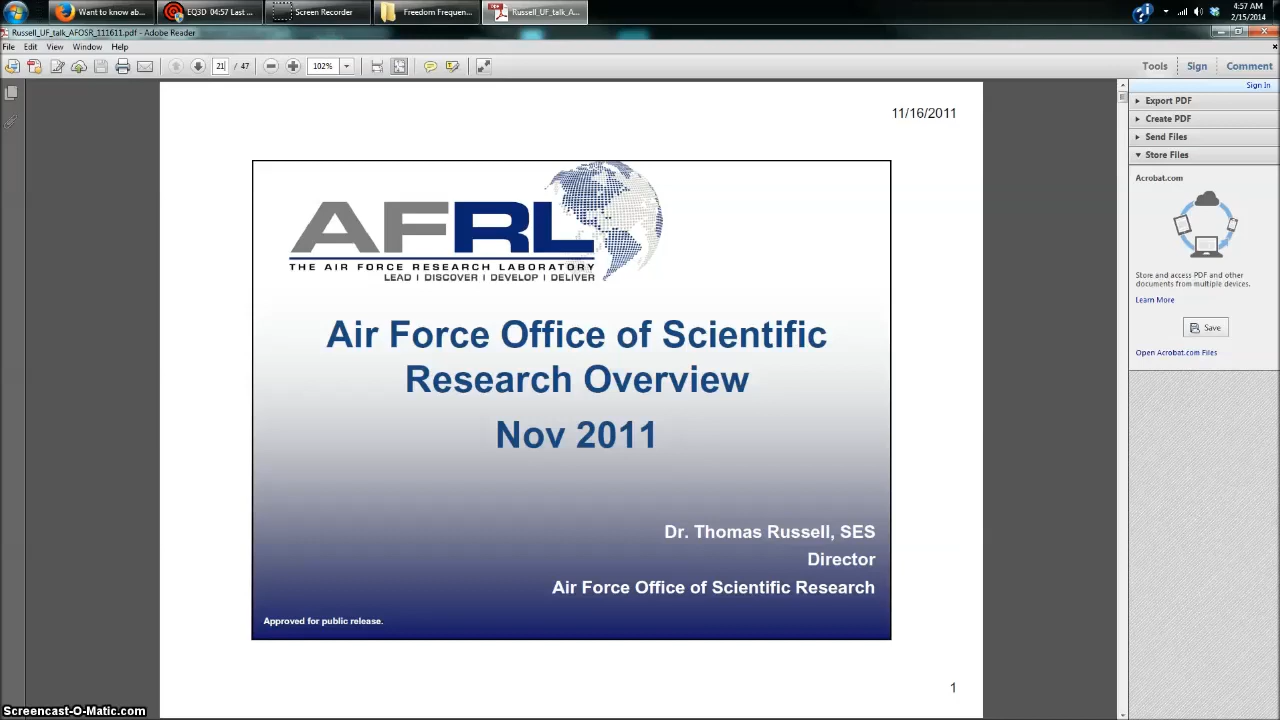 4:57 AM
2/15/2014
Want to know ab...
EQ3D 04:57 Last ...
Screen Recorder
Freedom Frequen...
Russell_UF_talk_A...
Russell_UF_talk_AFOSR_111611.pdf - Adobe Reader
File Edit View Window Help
21 / 47
102%
Tools
Sign
Comment
Sign In
Export PDF
Create PDF
Send Files
Store Files
Acrobat.com
Store and access PDF and other
documents from multiple devices.
Learn More
Save
Open Acrobat.com Files
11/16/2011
AFRL
THE AIR FORCE RESEARCH LABORATORY
LEAD | DISCOVER | DEVELOP | DELIVER
Air Force Office of Scientific
Research Overview
Nov 2011
Dr. Thomas Russell, SES
Director
Air Force Office of Scientific Research
Approved for public release.
1
Screencast-O-Matic.com